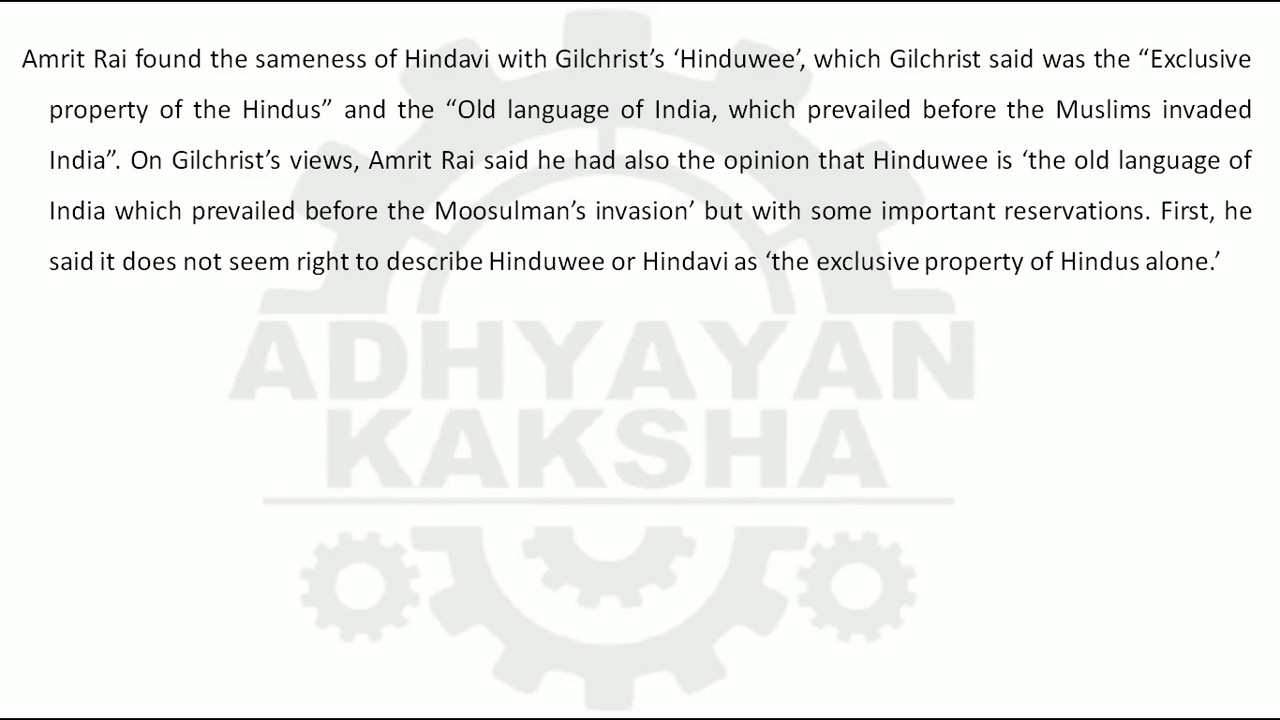 Amrit Rai found the sameness of Hindavi with Gilchrist’s ‘Hinduwee’, which Gilchrist said was the “Exclusive
property of the Hindus” and the “Old language of India, which prevailed before the Muslims invaded
India”. On Gilchrist’s views, Amrit Rai said he had also the opinion that Hinduwee is ‘the old language of
India which prevailed before the Moosulman’s invasion’ but with some important reservations. First, he
said it does not seem right to describe Hinduwee or Hindavi as ‘the exclusive property of Hindus alone.’
ADHYAYAN
KAKSHA